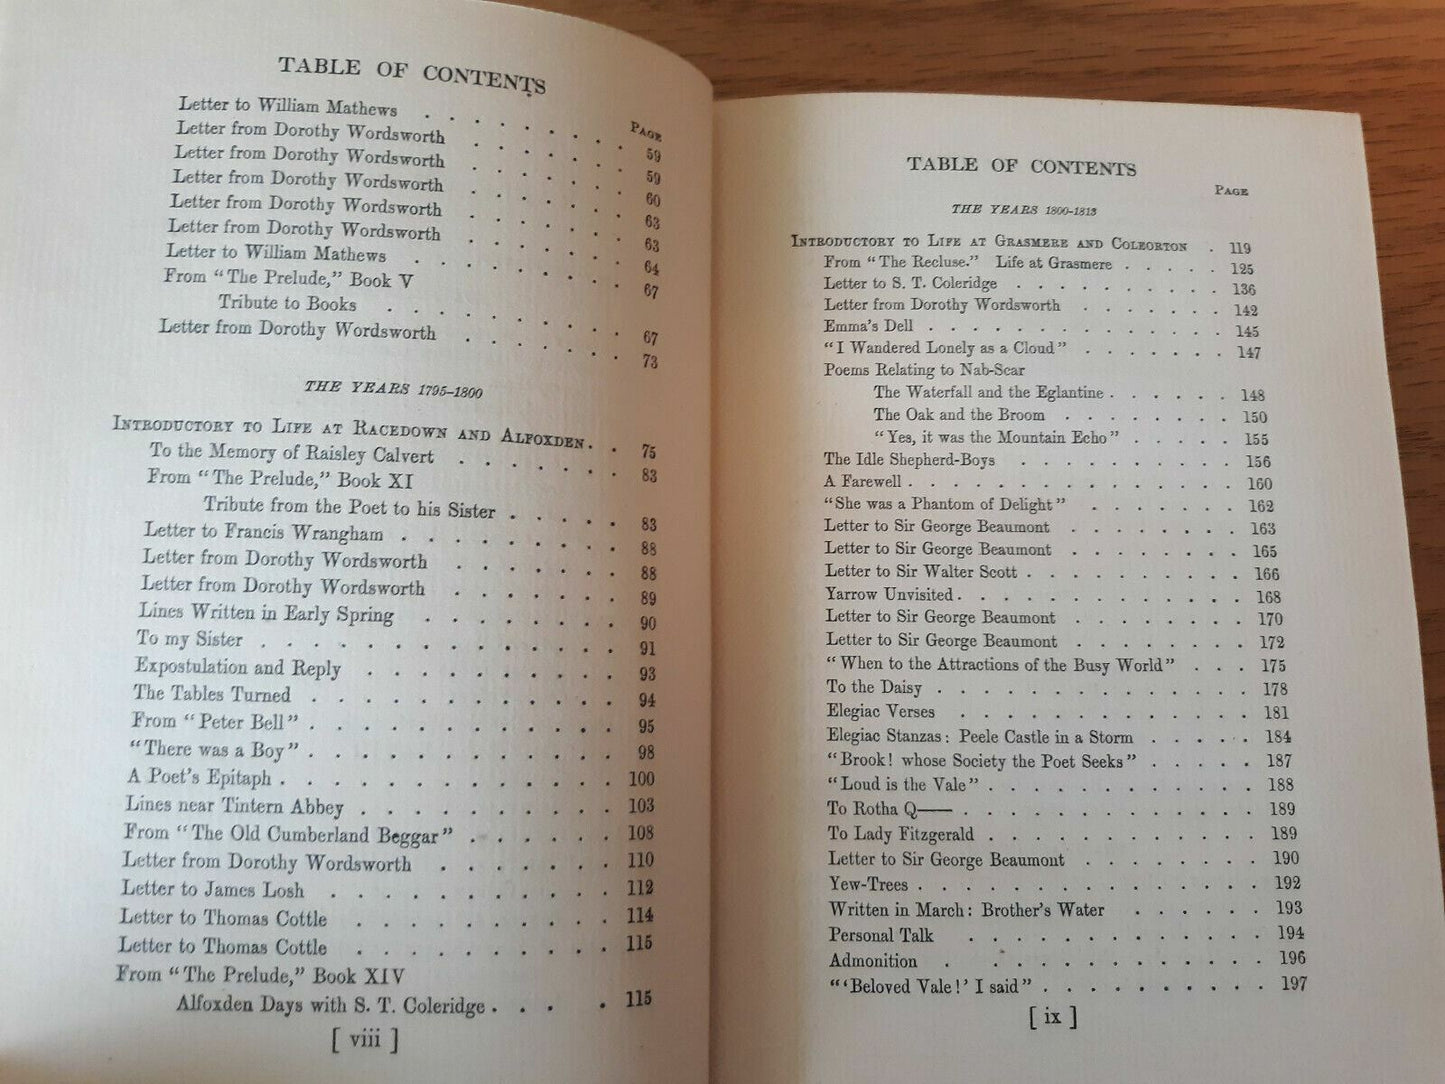 TABLE OF CONTENTS
PAGE
Letter to William Mathews . . . . . . . . 59
Letter from Dorothy Wordsworth . . . . . . . 59
Letter from Dorothy Wordsworth . . . . . . . 60
Letter from Dorothy Wordsworth . . . . . . . 63
Letter from Dorothy Wordsworth . . . . . . . 63
Letter from Dorothy Wordsworth . . . . . . . 64
Letter to William Mathews . . . . . . . . 67
From "The Prelude," Book V
Tribute to Books . . . . . . . . . 67
Letter from Dorothy Wordsworth . . . . . . . 73
THE YEARS 1795-1800
INTRODUCTORY TO LIFE AT RACEDOWN AND ALFOXDEN . . 75
To the Memory of Raisley Calvert . . . . . . . 83
From "The Prelude," Book XI
Tribute from the Poet to his Sister . . . . . 83
Letter to Francis Wrangham . . . . . . . . . 88
Letter from Dorothy Wordsworth . . . . . . . 88
Letter from Dorothy Wordsworth . . . . . . . 89
Lines Written in Early Spring . . . . . . . . 90
To my Sister . . . . . . . . . . . . . 91
Expostulation and Reply . . . . . . . . . . 93
The Tables Turned . . . . . . . . . . . . 94
From "Peter Bell" . . . . . . . . . . . . 95
"There was a Boy" . . . . . . . . . . . . 98
A Poet's Epitaph . . . . . . . . . . . . . 100
Lines near Tintern Abbey . . . . . . . . . . 103
From "The Old Cumberland Beggar" . . . . . . 108
Letter from Dorothy Wordsworth . . . . . . . 110
Letter to James Losh . . . . . . . . . . . 112
Letter to Thomas Cottle . . . . . . . . . . 114
Letter to Thomas Cottle . . . . . . . . . . 115
From "The Prelude," Book XIV
Alfoxden Days with S. T. Coleridge . . . . 115
[ viii ]
TABLE OF CONTENTS
PAGE
THE YEARS 1800-1813
INTRODUCTORY TO LIFE AT GRASMERE AND COLEORTON . 119
From "The Recluse." Life at Grasmere . . . . . 125
Letter to S. T. Coleridge . . . . . . . . . 136
Letter from Dorothy Wordsworth . . . . . . 142
Emma's Dell . . . . . . . . . . . . 145
"I Wandered Lonely as a Cloud" . . . . . . 147
Poems Relating to Nab-Scar
The Waterfall and the Eglantine . . . . . 148
The Oak and the Broom . . . . . . . 150
"Yes, it was the Mountain Echo" . . . . . 155
The Idle Shepherd-Boys . . . . . . . . . 156
A Farewell . . . . . . . . . . . . . 160
"She was a Phantom of Delight" . . . . . . 162
Letter to Sir George Beaumont . . . . . . . 163
Letter to Sir George Beaumont . . . . . . . 165
Letter to Sir Walter Scott . . . . . . . . . 166
Yarrow Unvisited . . . . . . . . . . . . 168
Letter to Sir George Beaumont . . . . . . . 170
Letter to Sir George Beaumont . . . . . . . 172
"When to the Attractions of the Busy World" . . . 175
To the Daisy . . . . . . . . . . . . . 178
Elegiac Verses . . . . . . . . . . . . 181
Elegiac Stanzas: Peele Castle in a Storm . . . . . 184
"Brook! whose Society the Poet Seeks" . . . . . 187
"Loud is the Vale" . . . . . . . . . . . 188
To Rotha Q—— . . . . . . . . . . . . 189
To Lady Fitzgerald . . . . . . . . . . . 189
Letter to Sir George Beaumont . . . . . . . 190
Yew-Trees . . . . . . . . . . . . . . 192
Written in March: Brother's Water . . . . . . 193
Personal Talk . . . . . . . . . . . . 194
Admonition . . . . . . . . . . . . . 196
"'Beloved Vale!' I said" . . . . . . . . . . 197
[ ix ]